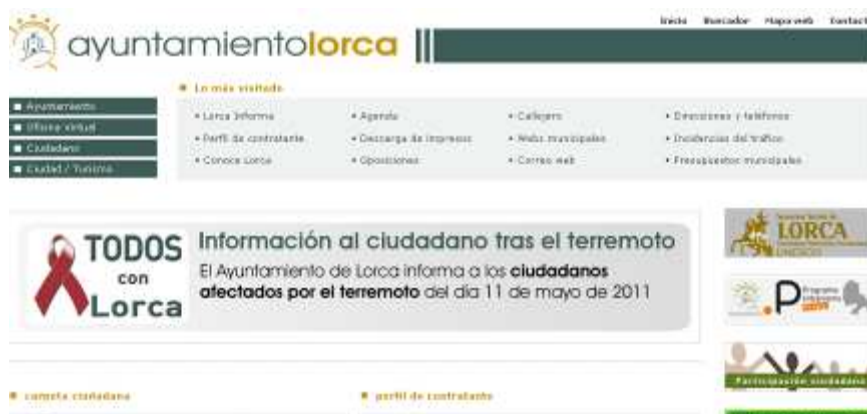 Inicio Buscador Mapa web Contact
ayuntamientolorca
Lo más visitado
Ayuntamiento
Oficina Virtual
Ciudadano
Ciudad / Turismo
Lorca Informa
Agenda
Callejero
Direcciones y teléfonos
Perfil de contratante
Descarga de impresos
Webs municipales
Incidencias del tráfico
Conoce Lorca
Oposiciones
Correo web
Presupuestos municipales
TODOS
con
Lorca
Información al ciudadano tras el terremoto
El Ayuntamiento de Lorca informa a los ciudadanos
afectados por el terremoto del día 11 de mayo de 2011
LORCA
.P Programa
Participación ciudadana
carpeta ciudadana
perfil de contratante